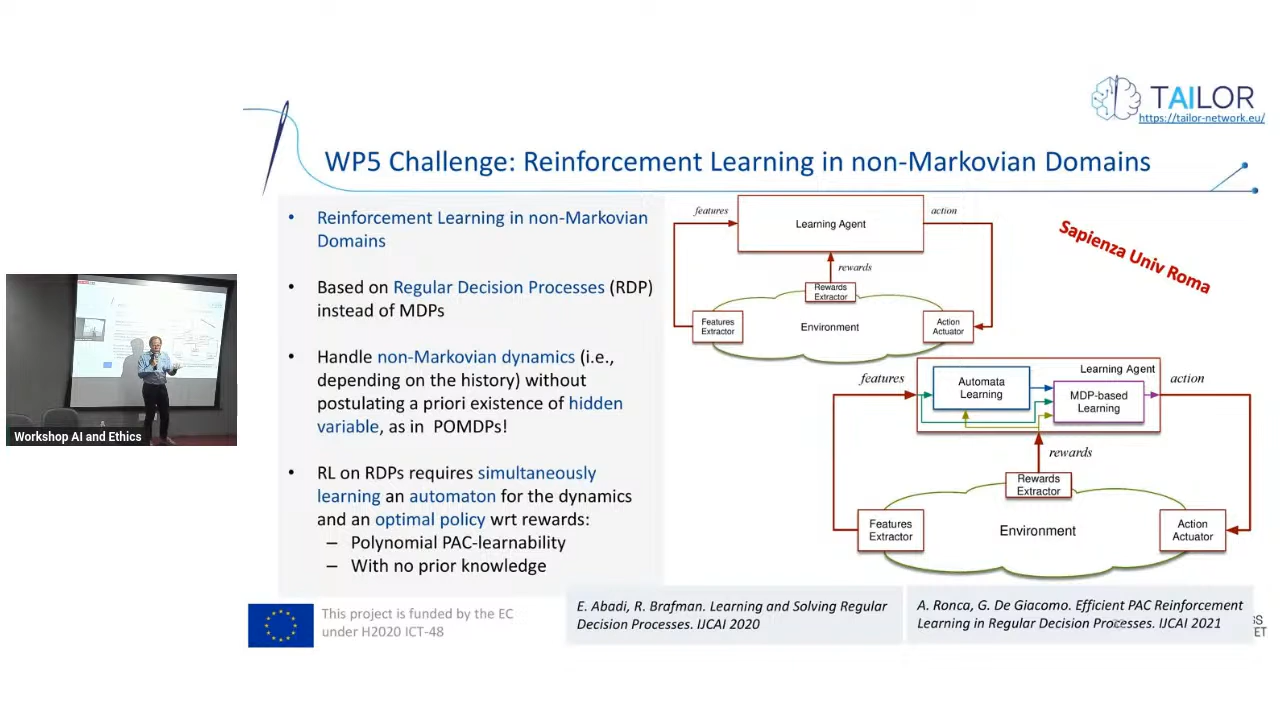 TAILOR
https://tailor-network.eu/
WP5 Challenge: Reinforcement Learning in non-Markovian Domains
• Reinforcement Learning in non-Markovian
Domains
• Based on Regular Decision Processes (RDP)
instead of MDPs
• Handle non-Markovian dynamics (i.e.,
depending on the history) without
postulating a priori existence of hidden
variable, as in POMDPs!
• RL on RDPs requires simultaneously
learning an automaton for the dynamics
and an optimal policy wrt rewards:
– Polynomial PAC-learnability
– With no prior knowledge
features
Learning Agent
action
rewards
Rewards
Extractor
Features
Extractor
Environment
Action
Actuator
Sapienza Univ Roma
features
Learning Agent
action
Automata
Learning
MDP-based
Learning
rewards
Rewards
Extractor
Features
Extractor
Environment
Action
Actuator
Workshop AI and Ethics
This project is funded by the EC
under H2020 ICT-48
E. Abadi, R. Brafman. Learning and Solving Regular
Decision Processes. IJCAI 2020
A. Ronca, G. De Giacomo. Efficient PAC Reinforcement
Learning in Regular Decision Processes. IJCAI 2021